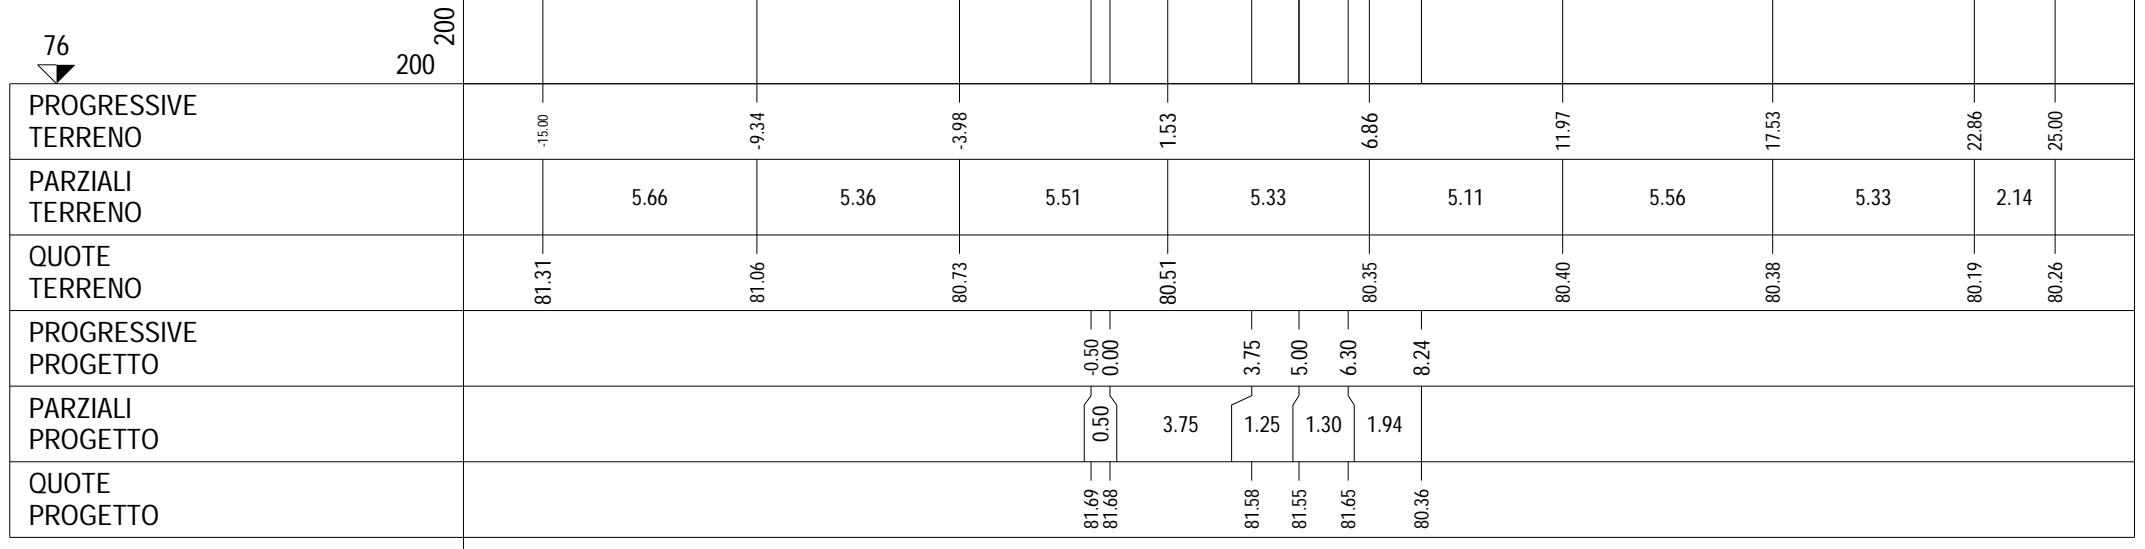 200
76
200
PROGRESSIVE
TERRENO
-15.00 -9.34 -3.98 1.53 6.86 11.97 17.53 22.86 25.00
PARZIALI
TERRENO
5.66 5.36 5.51 5.33 5.11 5.56 5.33 2.14
QUOTE
TERRENO
81.31 81.06 80.73 80.51 80.35 80.40 80.38 80.19 80.26
PROGRESSIVE
PROGETTO
-0.50 0.00 3.75 5.00 6.30 8.24
PARZIALI
PROGETTO
0.50 3.75 1.25 1.30 1.94
QUOTE
PROGETTO
81.69 81.68 81.58 81.55 81.65 80.36